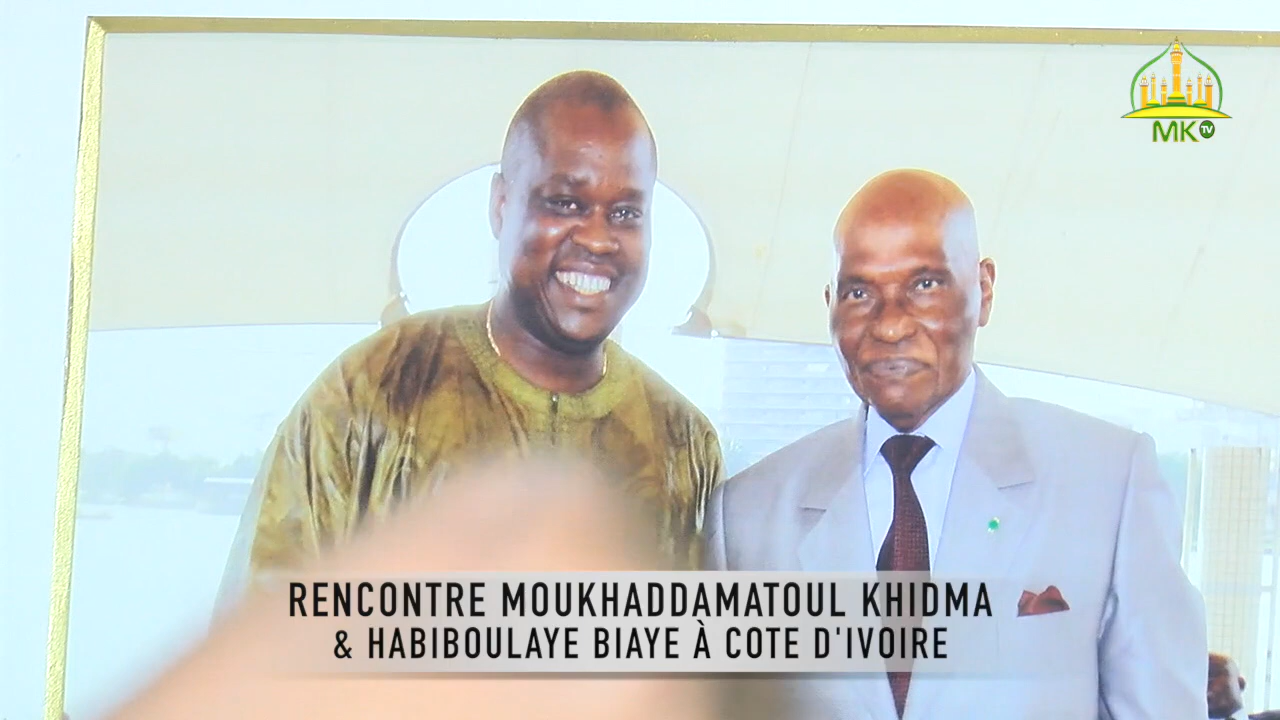 MK TV
RENCONTRE MOUKHADDAMATOUL KHIDMA
& HABIBOULAYE BIAYE À COTE D'IVOIRE